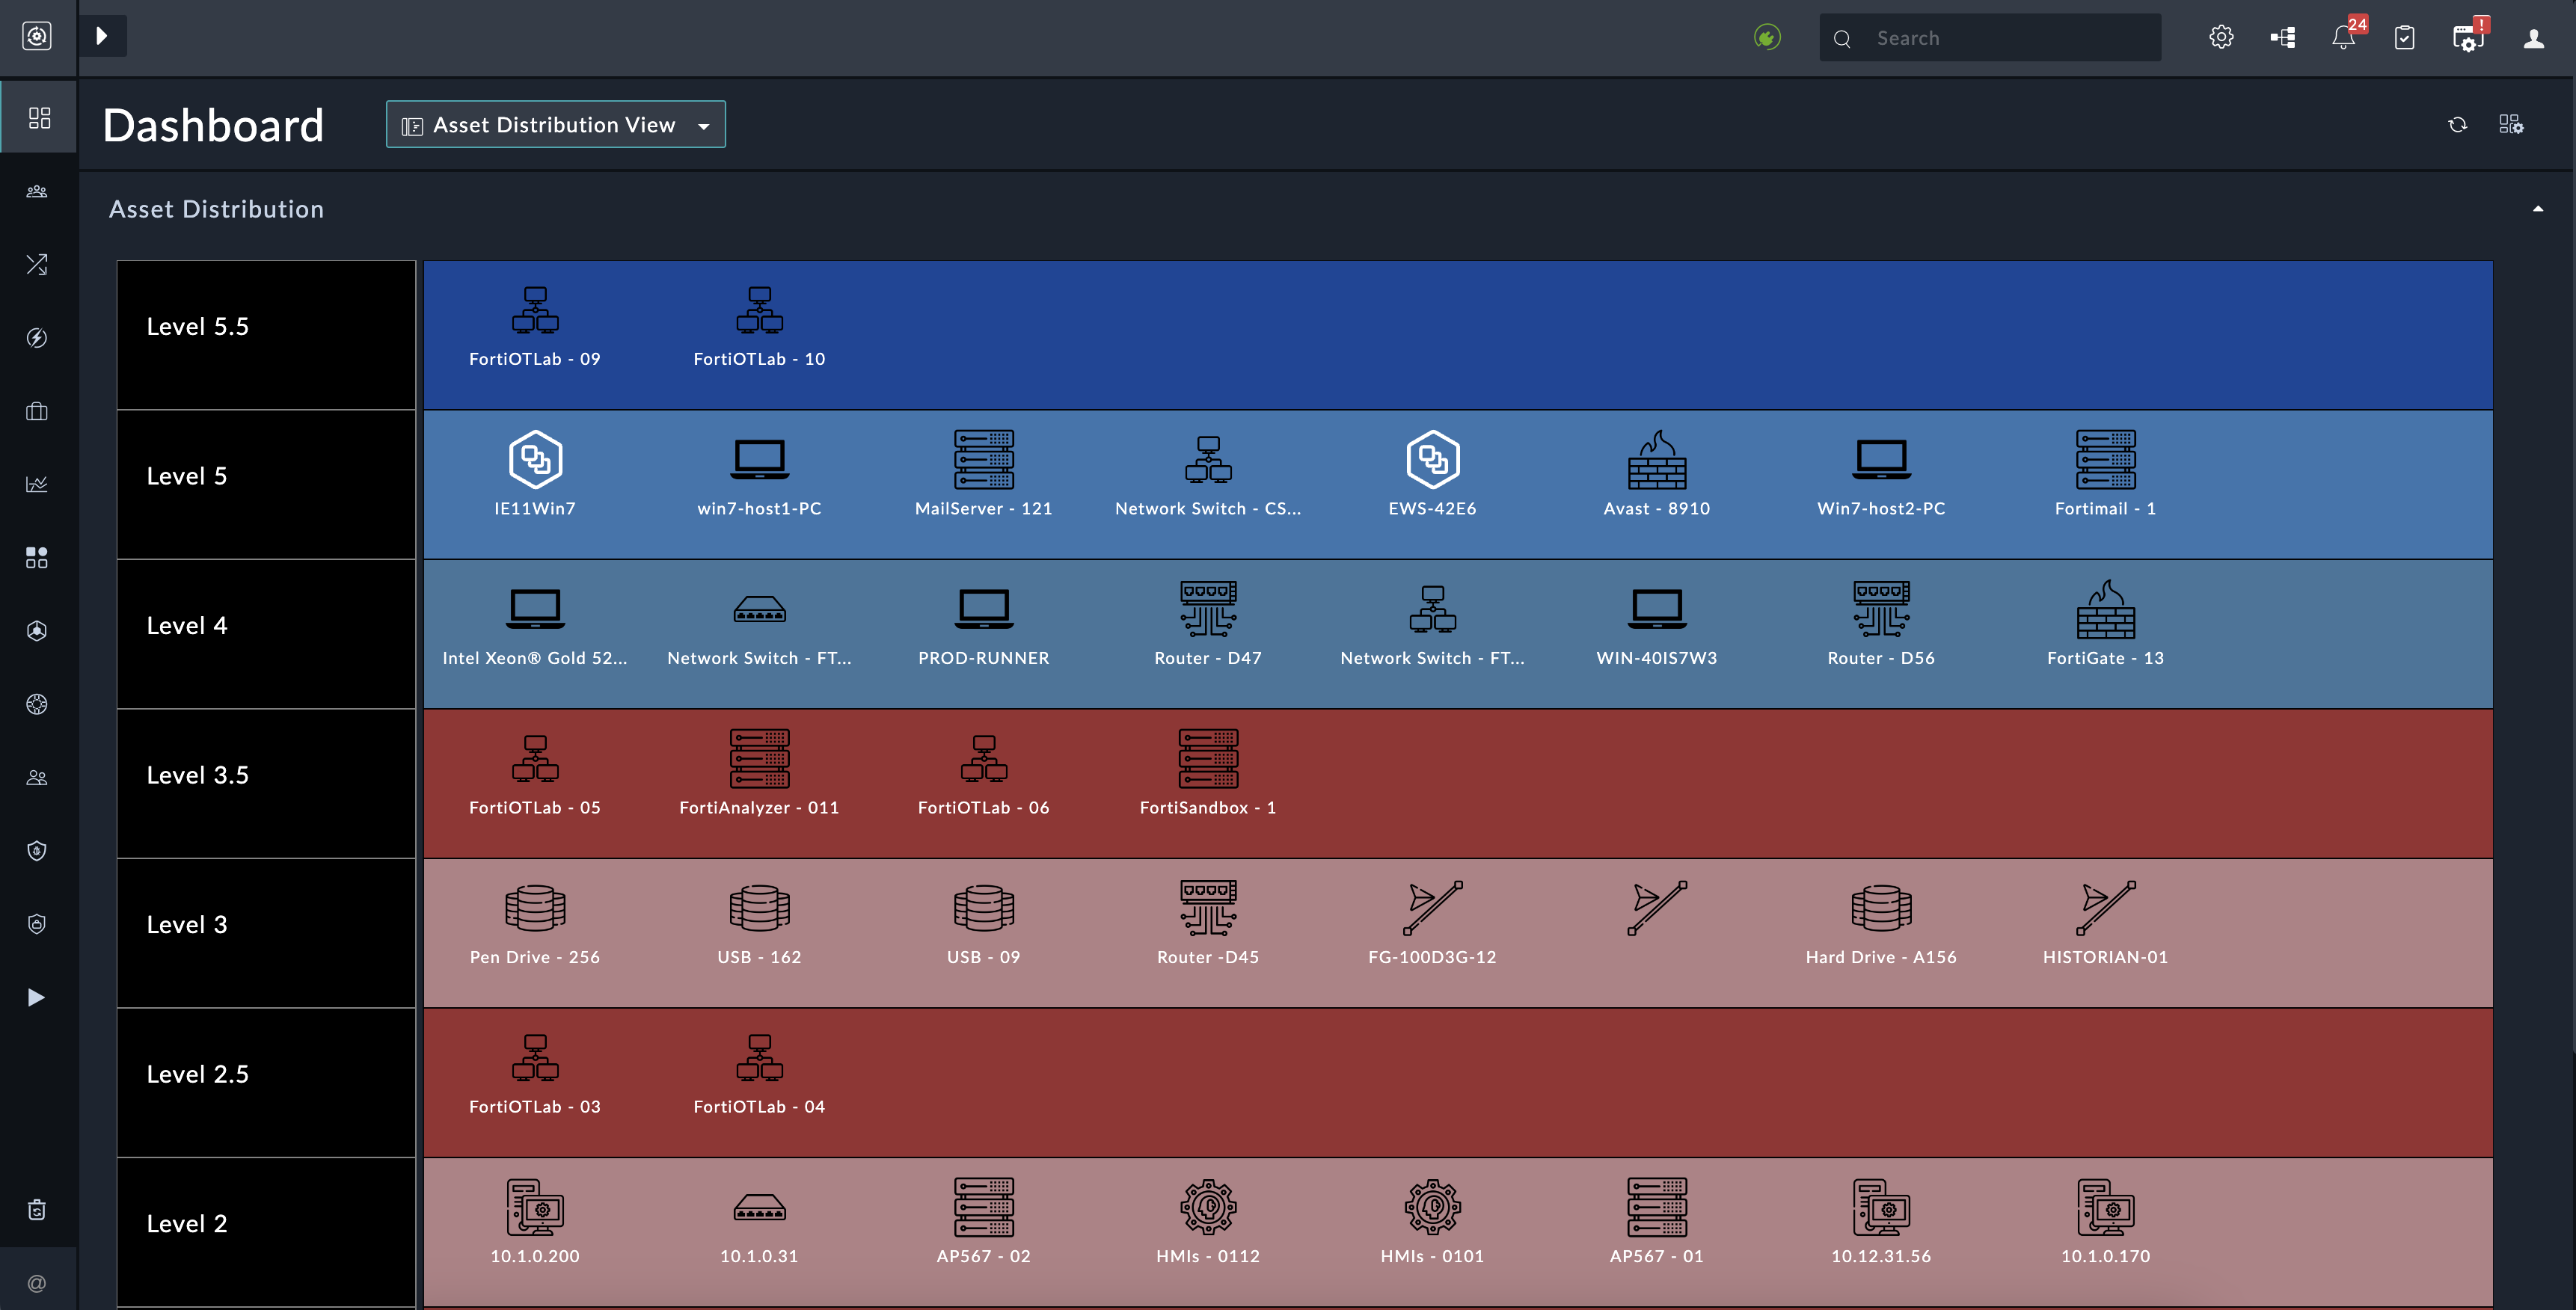 24
!
Search
Dashboard
Asset Distribution View
Asset Distribution
Level 5.5
FortiOTLab - 09
FortiOTLab - 10
Level 5
IE11Win7
win7-host1-PC
MailServer - 121
Network Switch - CS...
EWS-42E6
Avast - 8910
Win7-host2-PC
Fortimail - 1
Level 4
Intel Xeon® Gold 52...
Network Switch - FT...
PROD-RUNNER
Router - D47
Network Switch - FT...
WIN-40IS7W3
Router - D56
FortiGate - 13
Level 3.5
FortiOTLab - 05
FortiAnalyzer - 011
FortiOTLab - 06
FortiSandbox - 1
Level 3
Pen Drive - 256
USB - 162
USB - 09
Router -D45
FG-100D3G-12
Hard Drive - A156
HISTORIAN-01
Level 2.5
FortiOTLab - 03
FortiOTLab - 04
Level 2
10.1.0.200
10.1.0.31
AP567 - 02
HMIs - 0112
HMIs - 0101
AP567 - 01
10.12.31.56
10.1.0.170
@